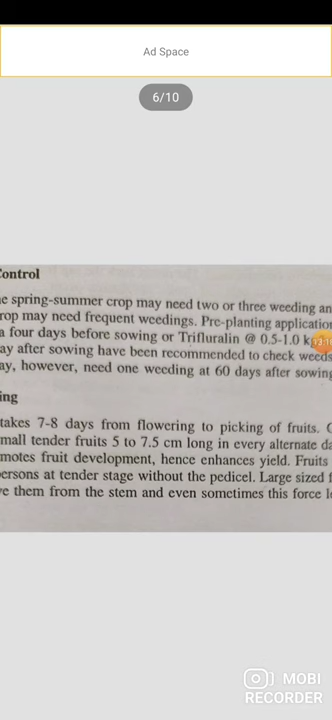 Ad Space
6/10
Control
e spring-summer crop may need two or three weeding an
rop may need frequent weedings. Pre-planting application
a four days before sowing or Trifluralin @ 0.5-1.0 k
ay after sowing have been recommended to check weeds
ay, however, need one weeding at 60 days after sowing
ing
takes 7-8 days from flowering to picking of fruits.
mall tender fruits 5 to 7.5 cm long in every alternate da
motes fruit development, hence enhances yield. Fruits
ersons at tender stage without the pedicel. Large sized f
ve them from the stem and even sometimes this force l
MOBI
RECORDER